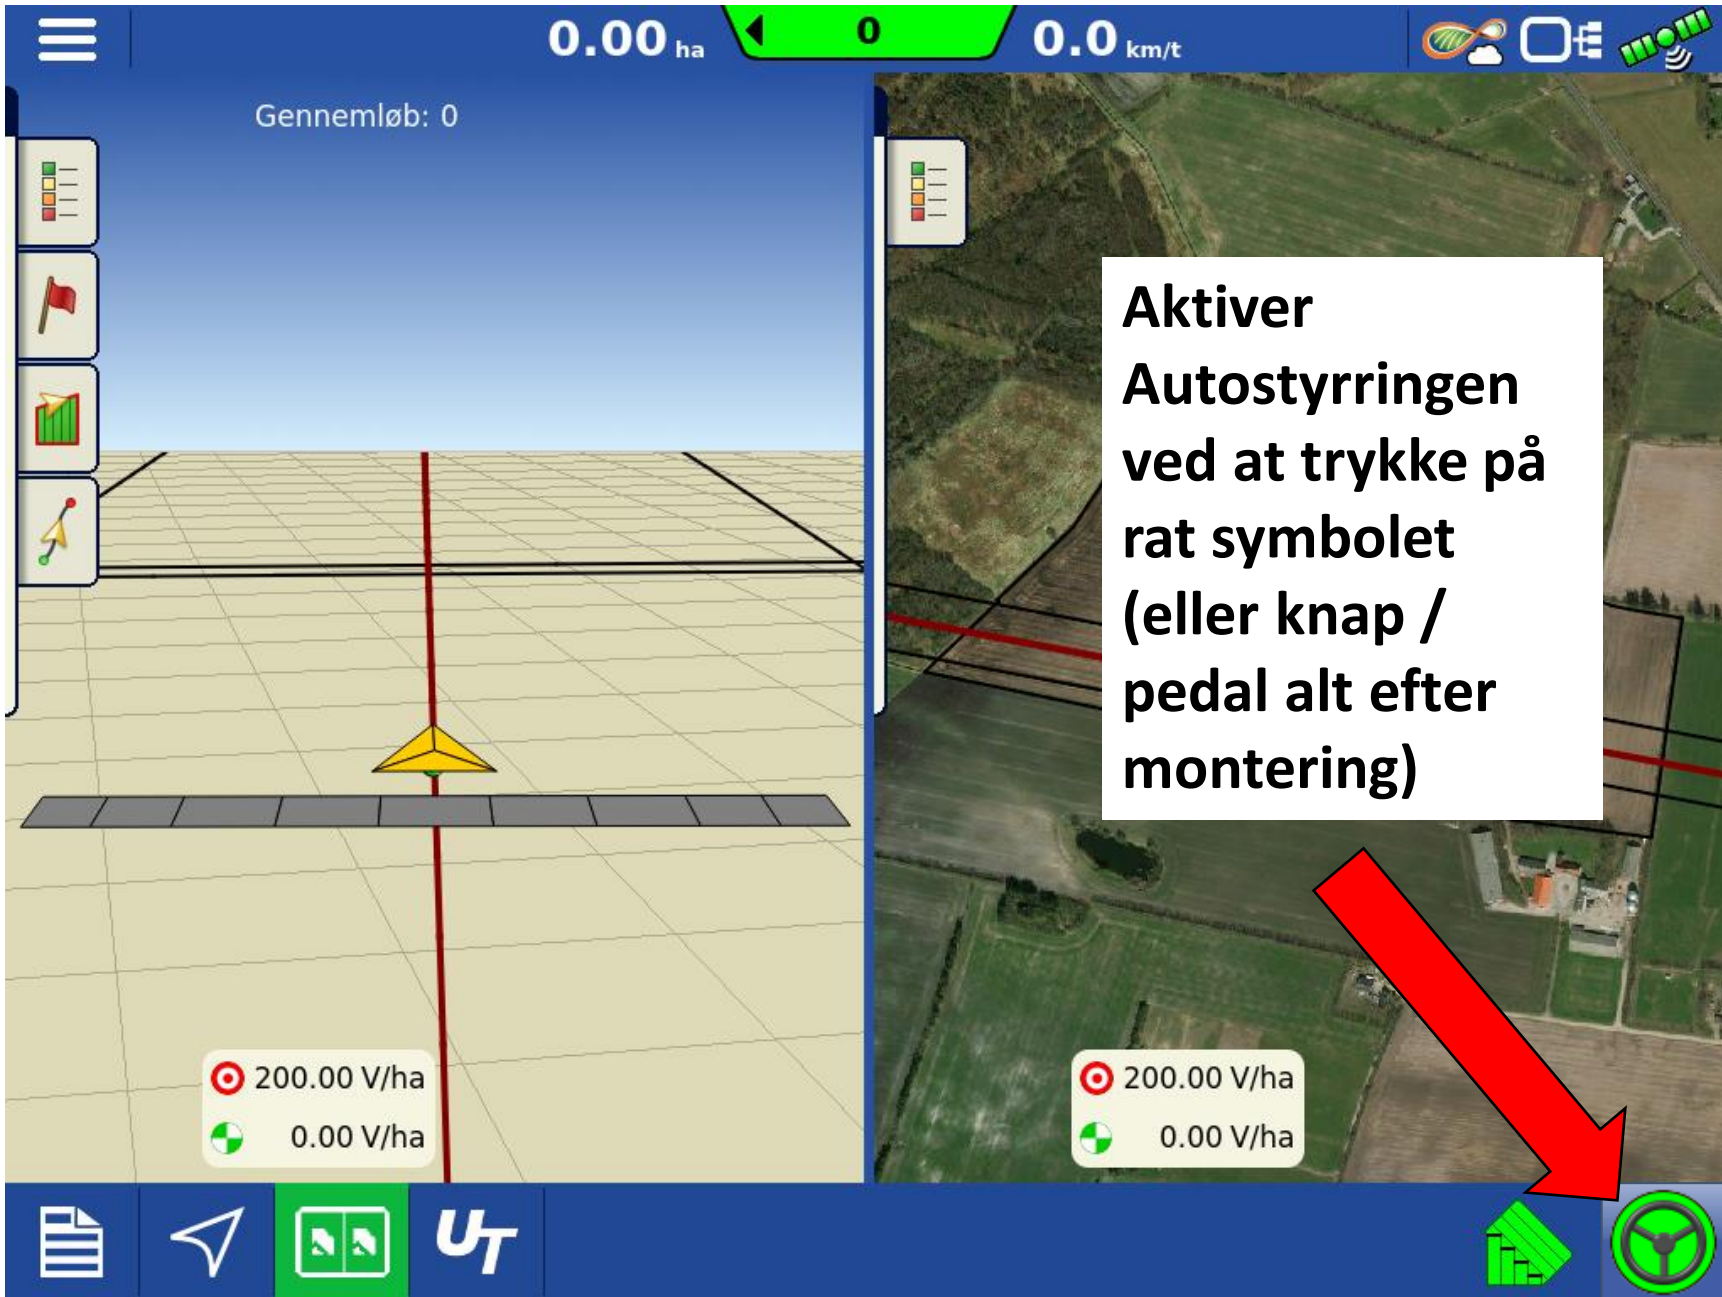 0.00 ha
0
0.0 km/t
Gennemløb: 0
Aktiver
Autostyrringen
ved at trykke på
rat symbolet
(eller knap /
pedal alt efter
montering)
200.00 V/ha
0.00 V/ha
200.00 V/ha
0.00 V/ha
UT